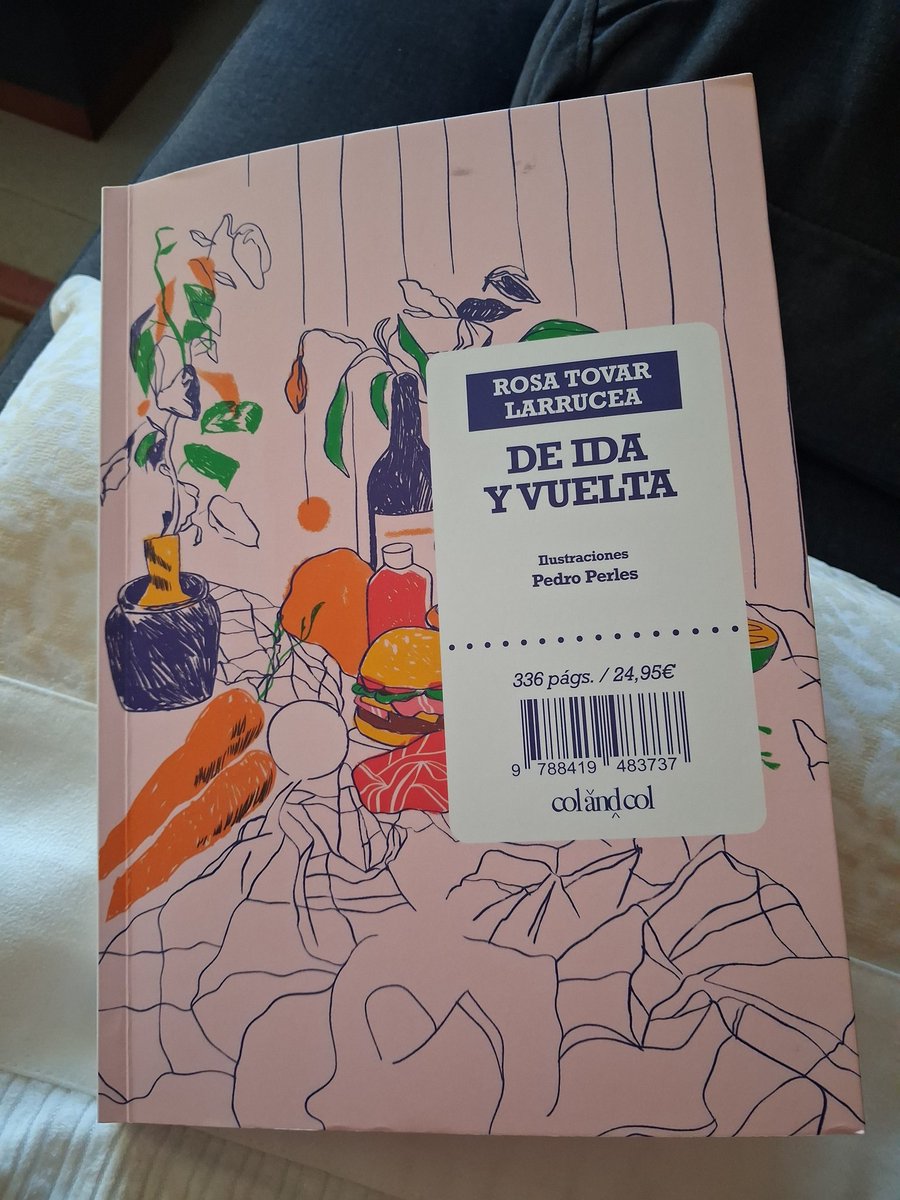 ROSA TOVAR
LARRUCEA
DE IDA
Y VUELTA
Ilustraciones
Pedro Perles
336 págs. / 24,95€
9 788419 483737
col and col